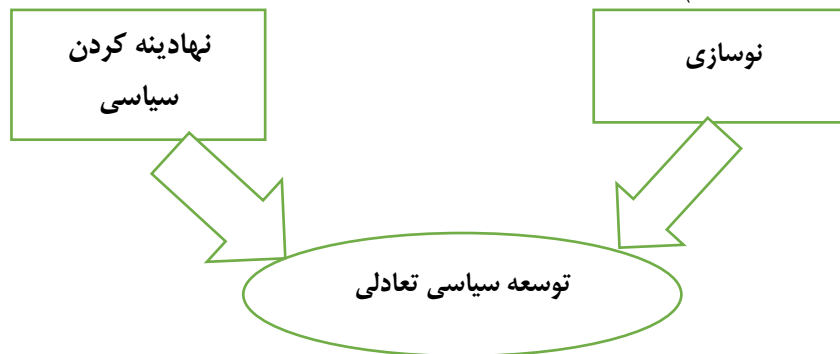 نوسازی
نهادینه کردن
سیاسی
توسعه سیاسی تعادلی